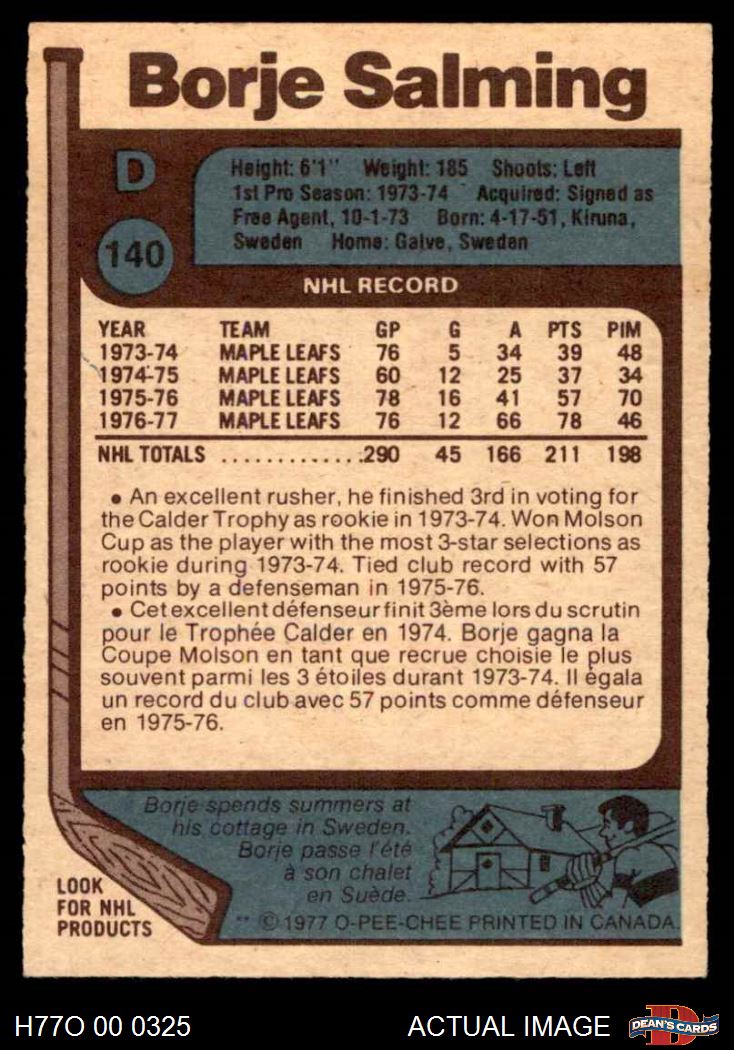 Borje Salming
D
140
Height: 6'1" Weight: 185 Shoots: Left
1st Pro Season: 1973-74 Acquired: Signed as
Free Agent, 10-1-73 Born: 4-17-51, Kiruna,
Sweden Home: Galve, Sweden
NHL RECORD
YEAR TEAM GP G A PTS PIM
1973-74 MAPLE LEAFS 76 5 34 39 48
1974-75 MAPLE LEAFS 60 12 25 37 34
1975-76 MAPLE LEAFS 78 16 41 57 70
1976-77 MAPLE LEAFS 76 12 66 78 46
NHL TOTALS .............290 45 166 211 198
• An excellent rusher, he finished 3rd in voting for
the Calder Trophy as rookie in 1973-74. Won Molson
Cup as the player with the most 3-star selections as
rookie during 1973-74. Tied club record with 57
points by a defenseman in 1975-76.
• Cet excellent défenseur finit 3ème lors du scrutin
pour le Trophée Calder en 1974. Borje gagna la
Coupe Molson en tant que recrue choisie le plus
souvent parmi les 3 étoiles durant 1973-74. Il égala
un record du club avec 57 points comme défenseur
en 1975-76.
Borje spends summers at
his cottage in Sweden.
Borje passe l'été
à son chalet
en Suède.
LOOK
FOR NHL
PRODUCTS
** © 1977 O-PEE-CHEE PRINTED IN CANADA
H77O 00 0325
ACTUAL IMAGE
D
DEAN'S CARDS